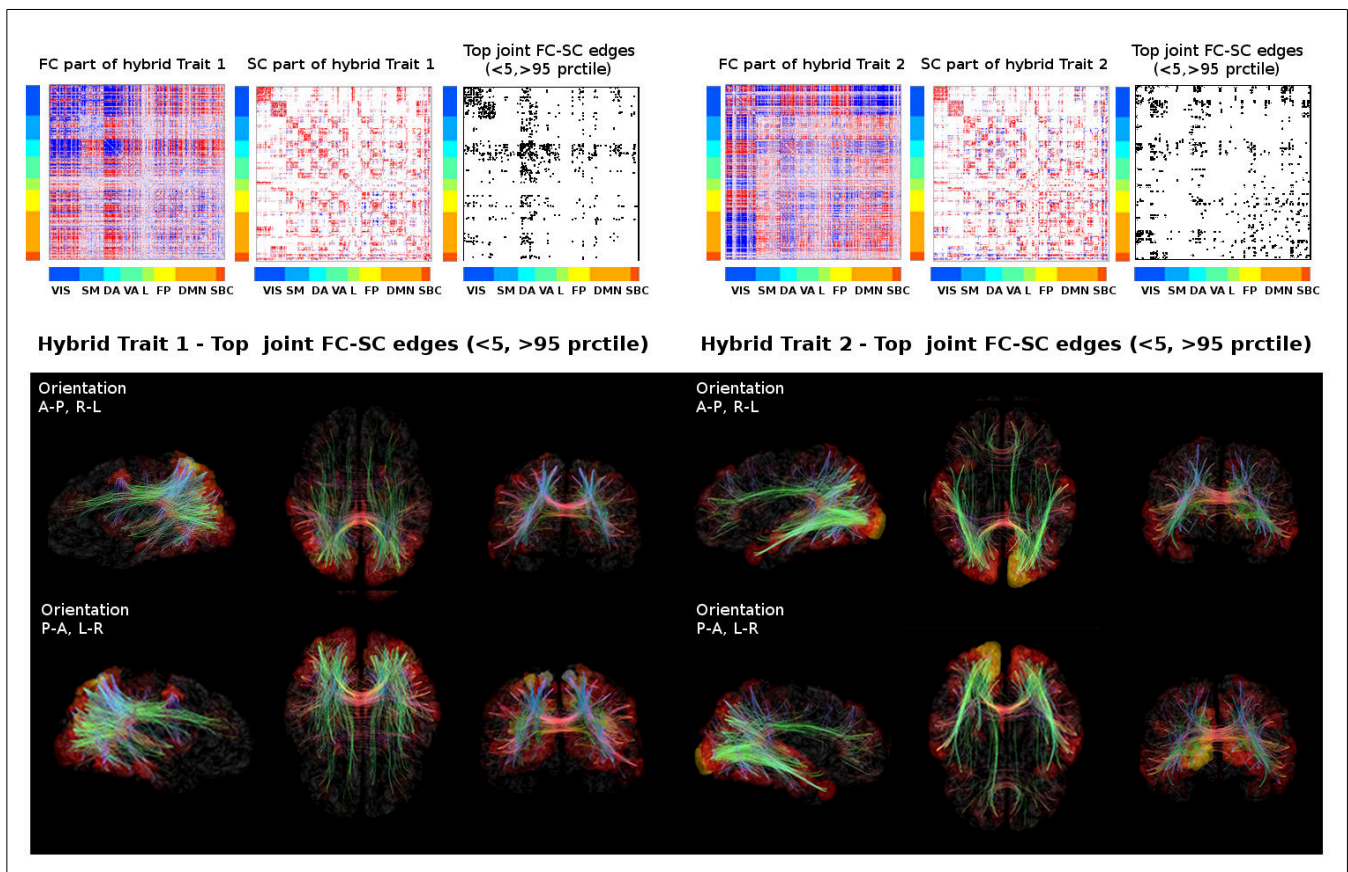 FC part of hybrid Trait 1
SC part of hybrid Trait 1
Top joint FC-SC edges
(<5,>95 prctile)
VIS SM DA VA L FP DMN SBC
VIS SM DA VA L FP DMN SBC
VIS SM DA VA L FP DMN SBC
FC part of hybrid Trait 2
SC part of hybrid Trait 2
Top joint FC-SC edges
(<5,>95 prctile)
VIS SM DA VA L FP DMN SBC
VIS SM DA VA L FP DMN SBC
VIS SM DA VA L FP DMN SBC
Hybrid Trait 1 - Top joint FC-SC edges (<5, >95 prctile)
Hybrid Trait 2 - Top joint FC-SC edges (<5, >95 prctile)
Orientation
A-P, R-L
Orientation
A-P, R-L
Orientation
P-A, L-R
Orientation
P-A, L-R